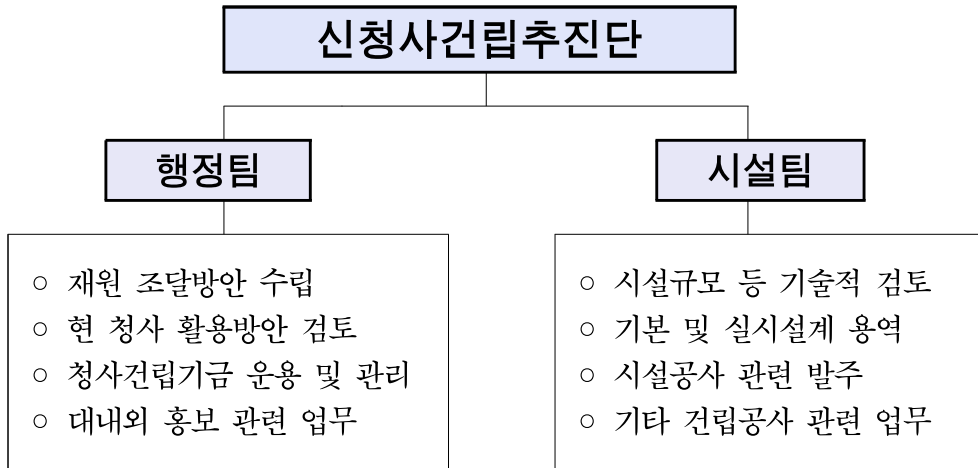 신청사건립추진단
행정팀
시설팀
○ 재원 조달방안 수립
○ 현 청사 활용방안 검토
○ 청사건립기금 운용 및 관리
○ 대내외 홍보 관련 업무
○ 시설규모 등 기술적 검토
○ 기본 및 실시설계 용역
○ 시설공사 관련 발주
○ 기타 건립공사 관련 업무